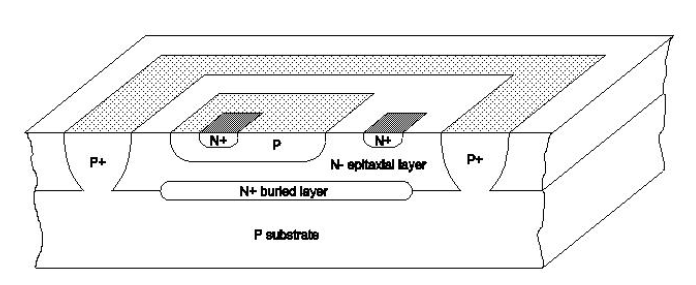 N+
P
N+
P+
N- epitaxial layer
P+
N+ buried layer
P substrate